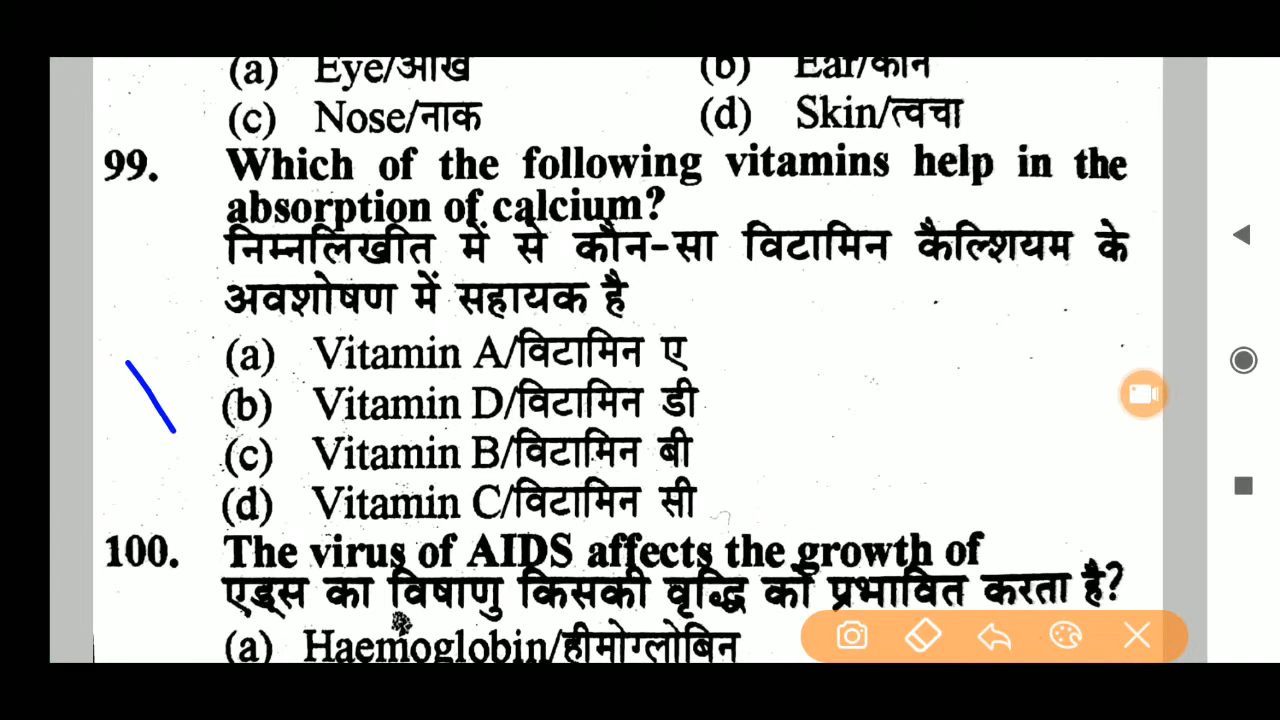 (a) Eye/आँख (b) Ear/कान
(c) Nose/नाक (d) Skin/त्वचा
99. Which of the following vitamins help in the
absorption of calcium?
निम्नलिखीत में से कौन-सा विटामिन कैल्शियम के
अवशोषण में सहायक है
(a) Vitamin A/विटामिन ए
(b) Vitamin D/विटामिन डी
(c) Vitamin B/विटामिन बी
(d) Vitamin C/विटामिन सी
100. The virus of AIDS affects the growth of
एड्स का विषाणु किसकी वृद्धि को प्रभावित करता है?
(a) Haemoglobin/हीमोग्लोबिन